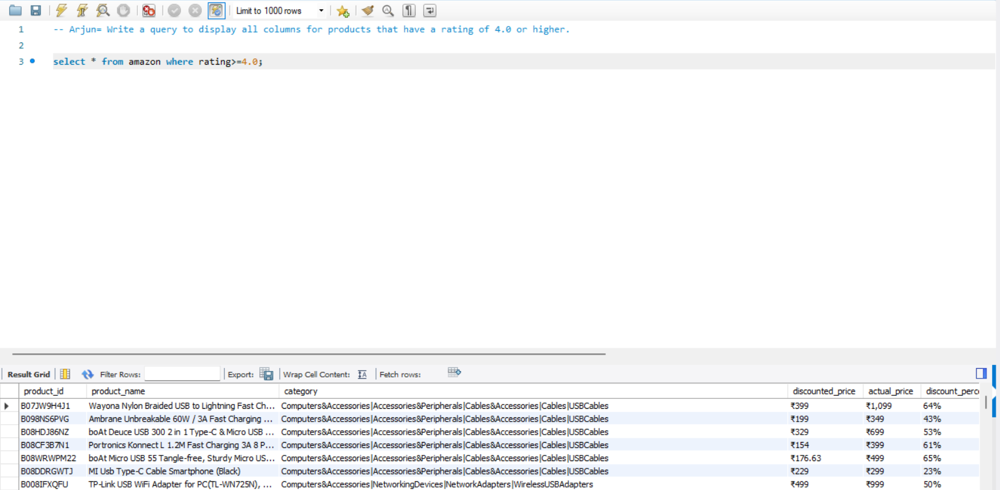 Limit to 1000 rows
1 -- Arjun= Write a query to display all columns for products that have a rating of 4.0 or higher.
2
3 select * from amazon where rating>=4.0;
Result Grid Filter Rows: Export: Wrap Cell Content: Fetch rows:
product_id product_name category discounted_price actual_price discount_perce
B07JW9H4J1 Wayona Nylon Braided USB to Lightning Fast Ch... Computers&Accessories|Accessories&Peripherals|Cables&Accessories|Cables|USBCables ₹399 ₹1,099 64%
B098NS6PVG Ambrane Unbreakable 60W / 3A Fast Charging ... Computers&Accessories|Accessories&Peripherals|Cables&Accessories|Cables|USBCables ₹199 ₹349 43%
B08HDJ86NZ boAt Deuce USB 300 2 in 1 Type-C & Micro USB ... Computers&Accessories|Accessories&Peripherals|Cables&Accessories|Cables|USBCables ₹329 ₹699 53%
B08CF3B7N1 Portronics Konnect L 1.2M Fast Charging 3A 8 P... Computers&Accessories|Accessories&Peripherals|Cables&Accessories|Cables|USBCables ₹154 ₹399 61%
B08WRWPM22 boAt Micro USB 55 Tangle-free, Sturdy Micro US... Computers&Accessories|Accessories&Peripherals|Cables&Accessories|Cables|USBCables ₹176.63 ₹499 65%
B08DDRGWTJ MI Usb Type-C Cable Smartphone (Black) Computers&Accessories|Accessories&Peripherals|Cables&Accessories|Cables|USBCables ₹229 ₹299 23%
B008IFXQFU TP-Link USB WiFi Adapter for PC(TL-WN725N), ... Computers&Accessories|NetworkingDevices|NetworkAdapters|WirelessUSBAdapters ₹499 ₹999 50%